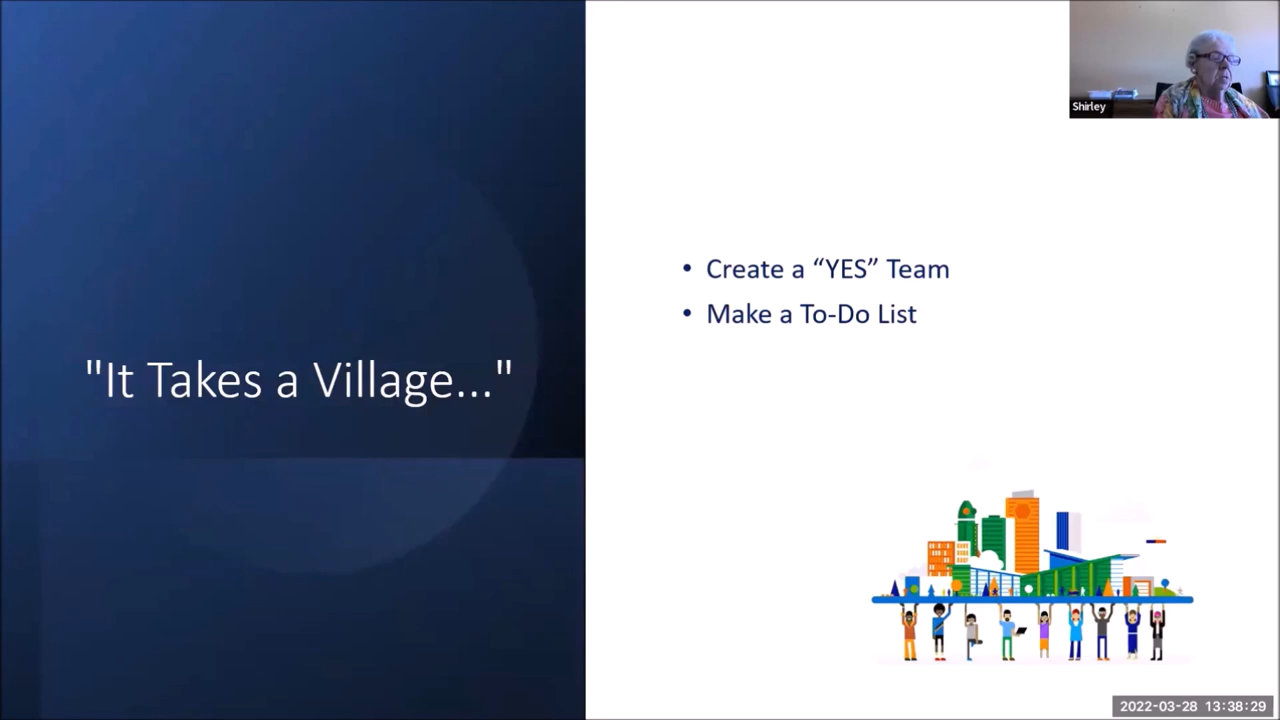 Shirley
"It Takes a Village..."
• Create a “YES” Team
• Make a To-Do List
2022-03-28 13:38:29